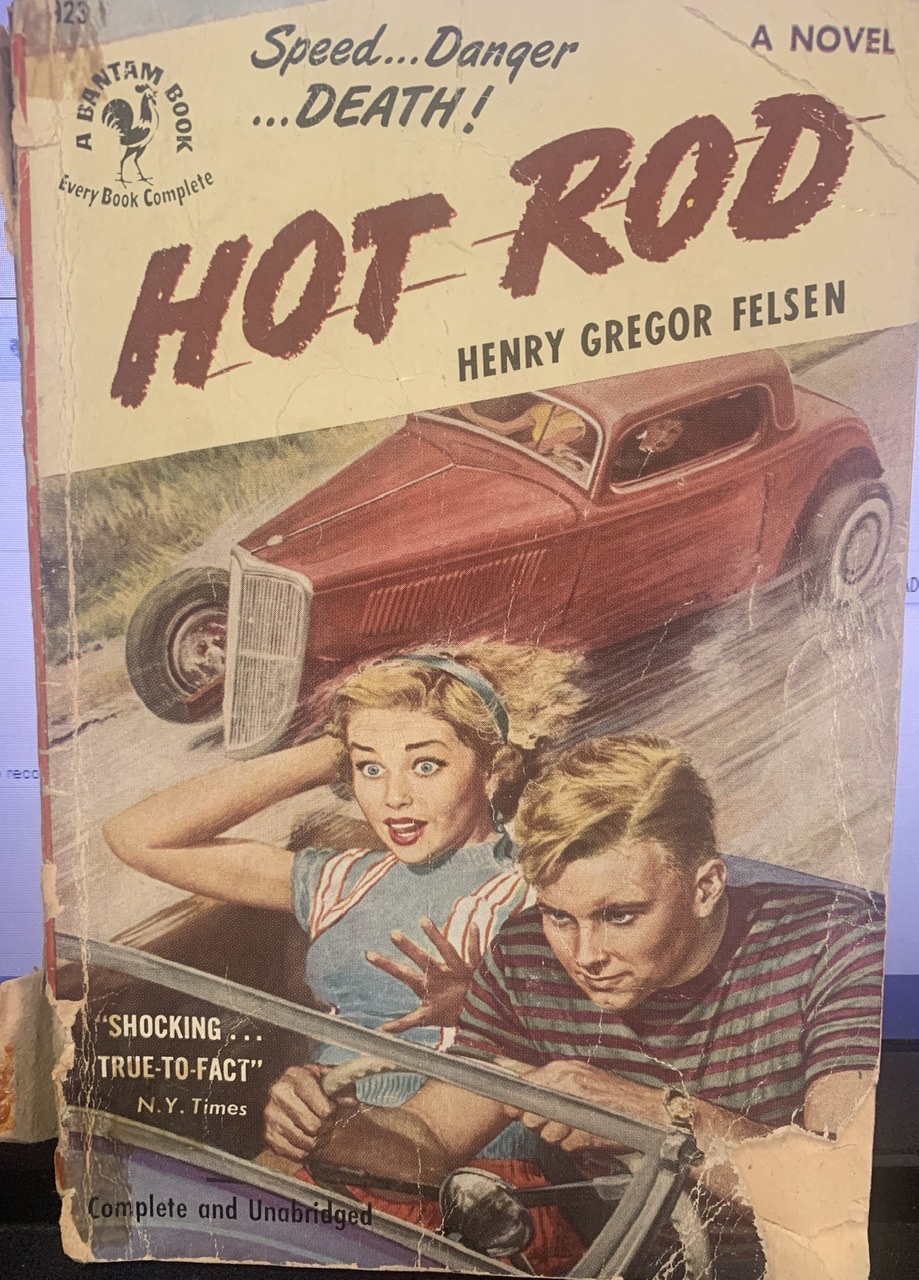 923
Speed...Danger
...DEATH!
A NOVEL
A BANTAM BOOK
Every Book Complete
HOT ROD
HENRY GREGOR FELSEN
"SHOCKING...
TRUE-TO-FACT"
N.Y. Times
Complete and Unabridged